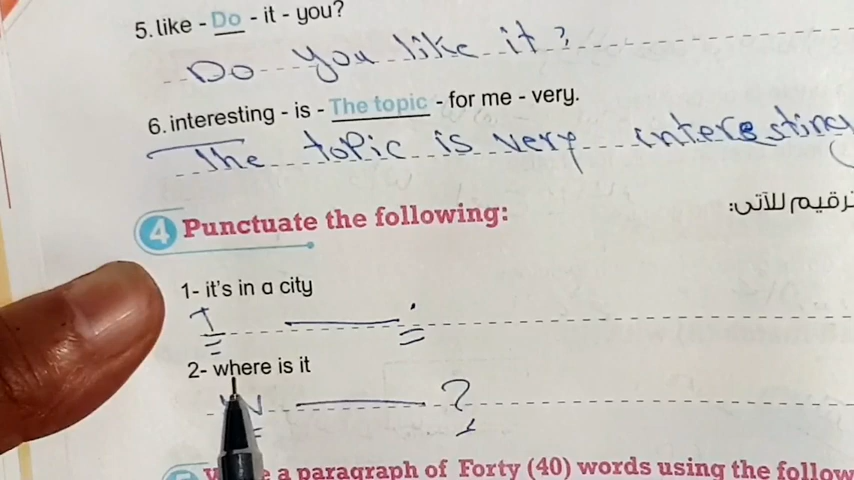 5. like - Do - it - you?
Do you like it?
6. interesting - is - The topic - for me - very.
The topic is very interesting
4 Punctuate the following:
ترقيم للآتى:
1- it's in a city
I .
2- where is it
W ?
a paragraph of Forty (40) words using the follow